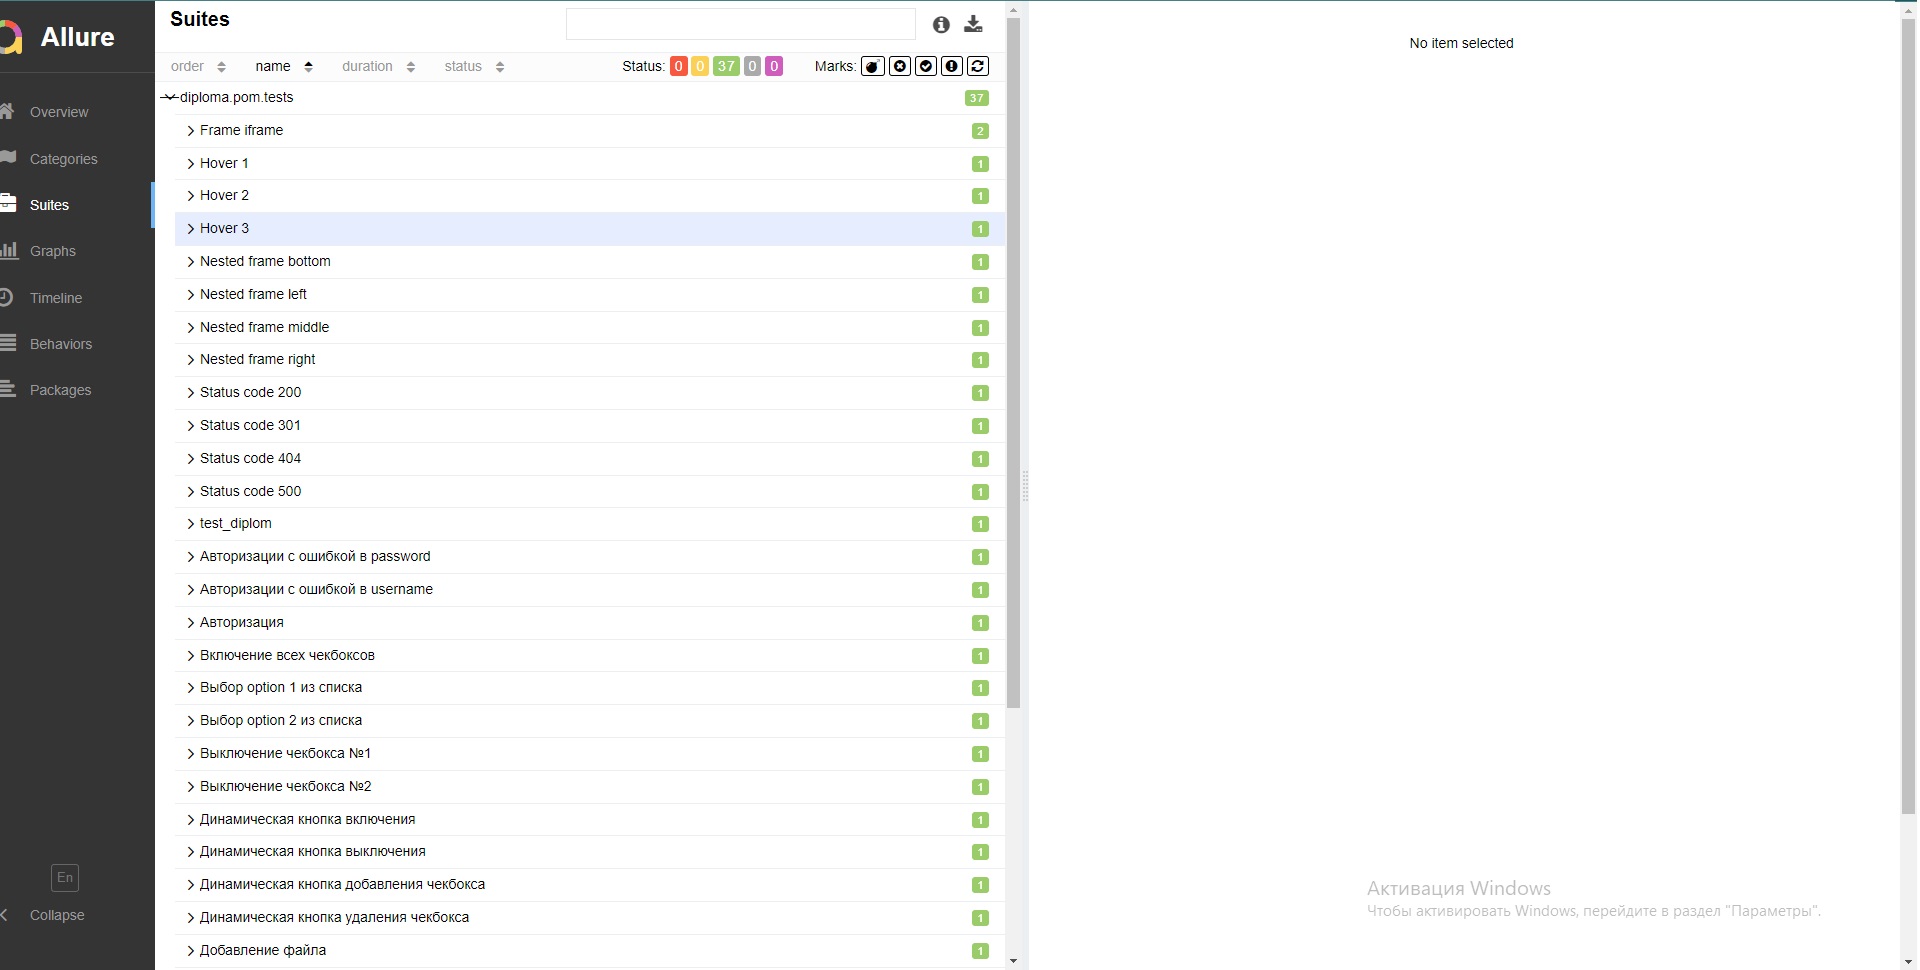 Allure
Overview
Categories
Suites
Graphs
Timeline
Behaviors
Packages
En
Collapse
Suites
order name duration status Status: 0 0 37 0 0 Marks:
diploma.pom.tests 37
Frame iframe 2
Hover 1 1
Hover 2 1
Hover 3 1
Nested frame bottom 1
Nested frame left 1
Nested frame middle 1
Nested frame right 1
Status code 200 1
Status code 301 1
Status code 404 1
Status code 500 1
test_diplom 1
Авторизации с ошибкой в password 1
Авторизации с ошибкой в username 1
Авторизация 1
Включение всех чекбоксов 1
Выбор option 1 из списка 1
Выбор option 2 из списка 1
Выключение чекбокса №1 1
Выключение чекбокса №2 1
Динамическая кнопка включения 1
Динамическая кнопка выключения 1
Динамическая кнопка добавления чекбокса 1
Динамическая кнопка удаления чекбокса 1
Добавление файла 1
No item selected
Активация Windows
Чтобы активировать Windows, перейдите в раздел "Параметры".